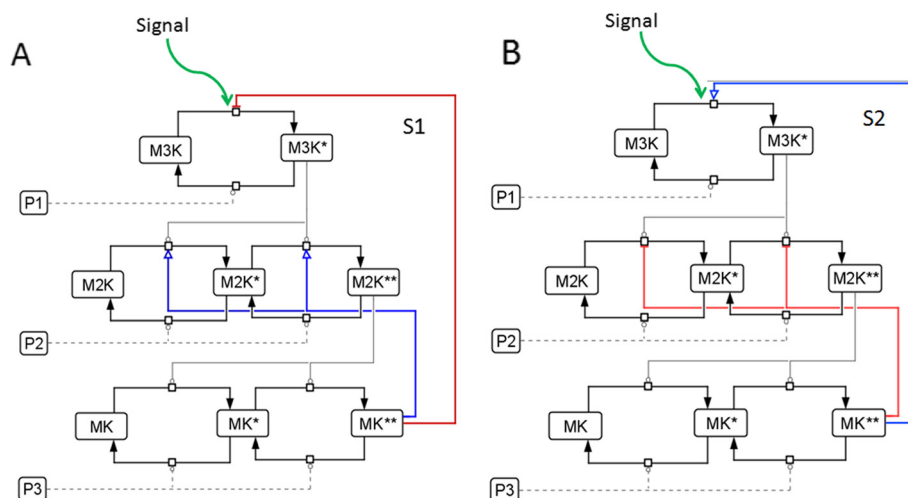 A
Signal
S1
M3K
M3K*
P1
M2K
M2K*
M2K**
P2
MK
MK*
MK**
P3
B
Signal
S2
M3K
M3K*
P1
M2K
M2K*
M2K**
P2
MK
MK*
MK**
P3